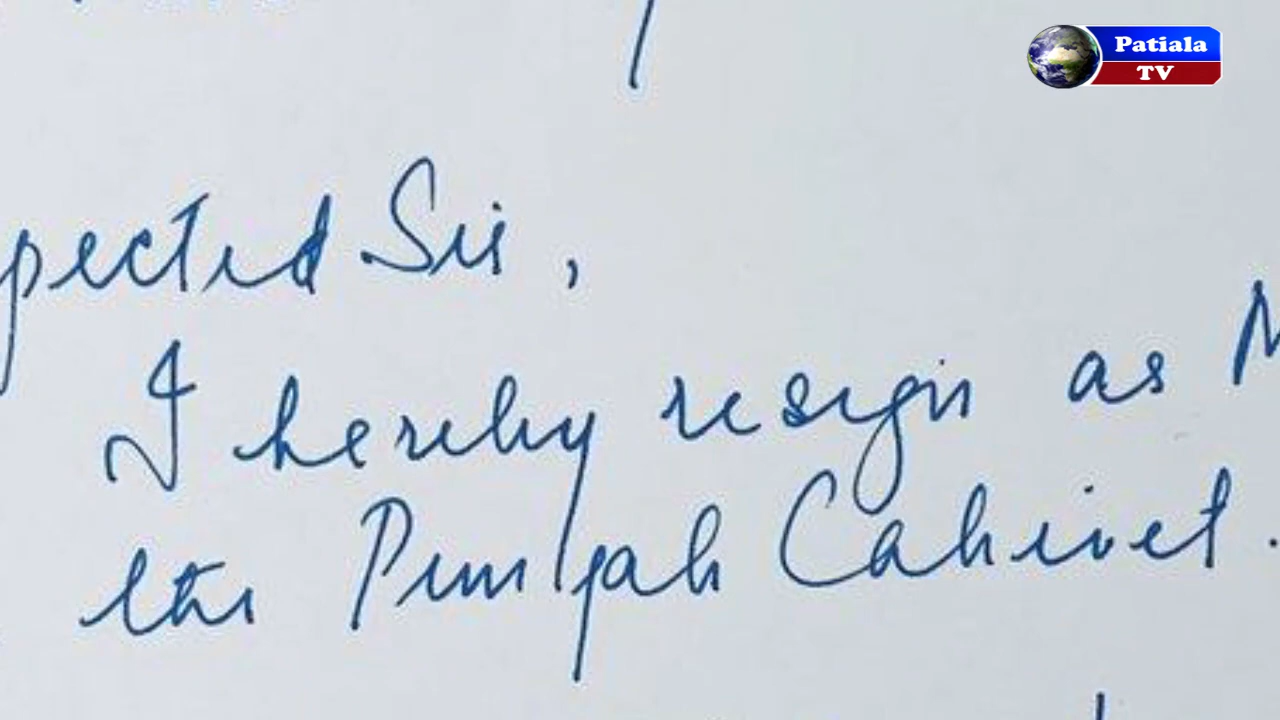 Patiala
TV
pected Sir,
I hereby resign as M
the Punjab Cabinet.